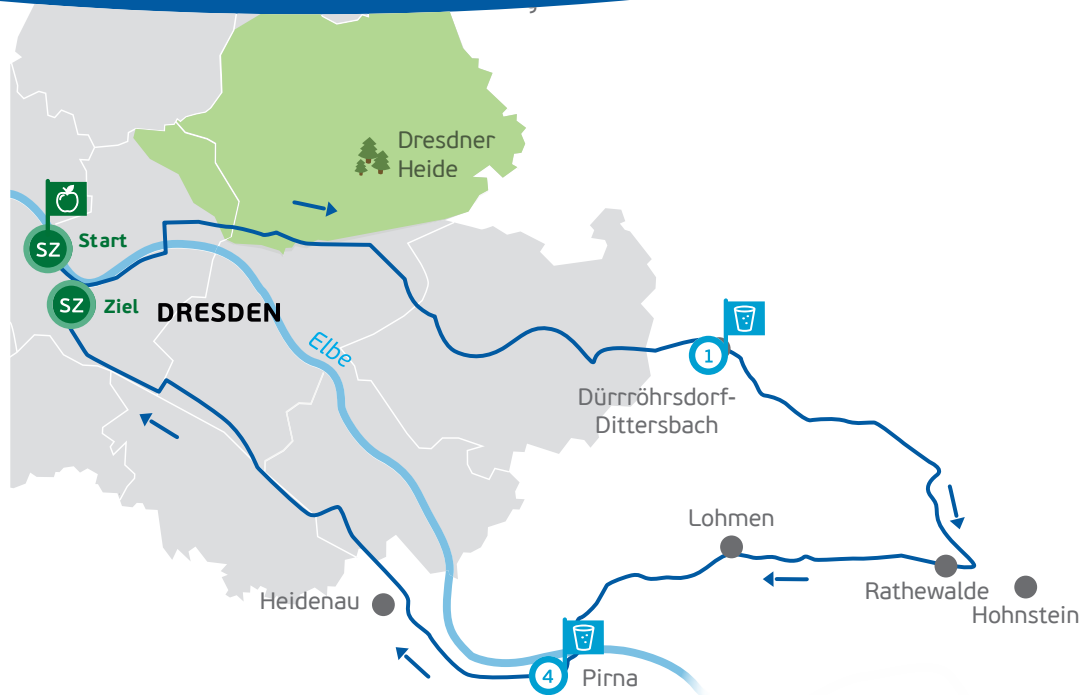 Dresdner
Heide
SZ
Start
SZ
Ziel
DRESDEN
Elbe
1
Dürrröhrsdorf-
Dittersbach
Lohmen
Rathewalde
Hohnstein
Heidenau
4
Pirna